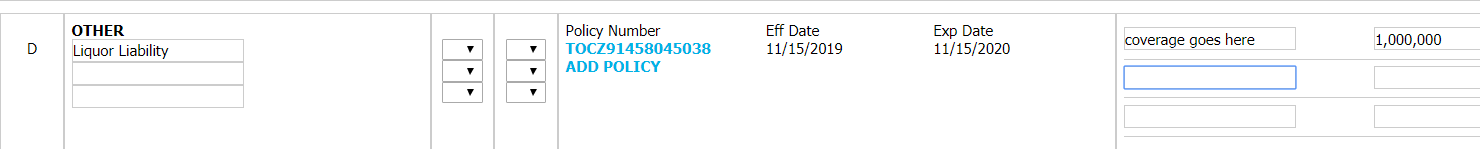 D
OTHER
Liquor Liability
Policy Number Eff Date Exp Date
TOCZ91458045038 11/15/2019 11/15/2020
ADD POLICY
coverage goes here 1,000,000